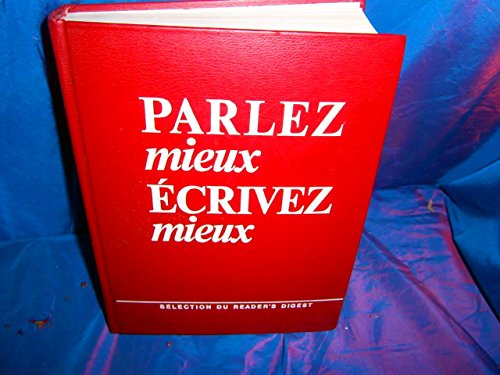 PARLEZ
mieux
ÉCRIVEZ
mieux
SÉLECTION DU READER'S DIGEST